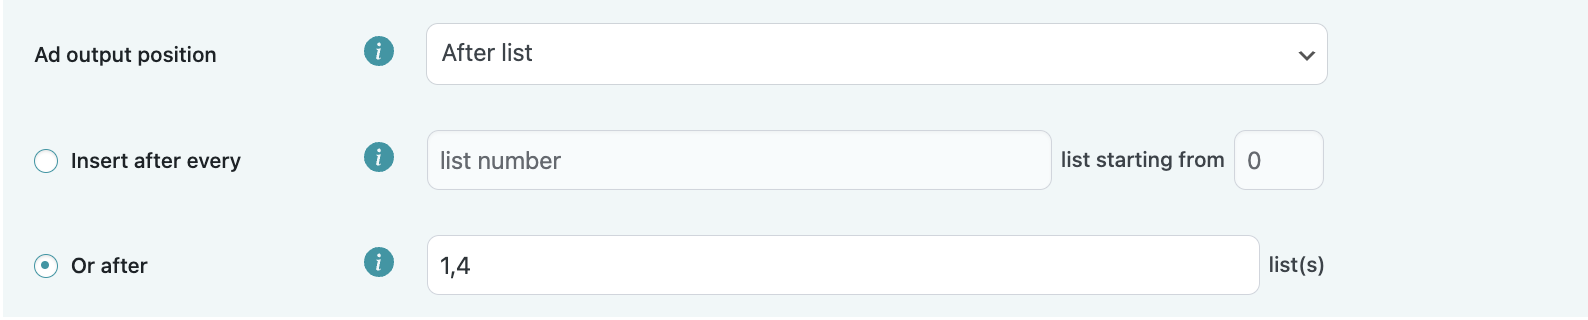 Ad output position i After list
Insert after every i list number list starting from 0
Or after i 1,4 list(s)